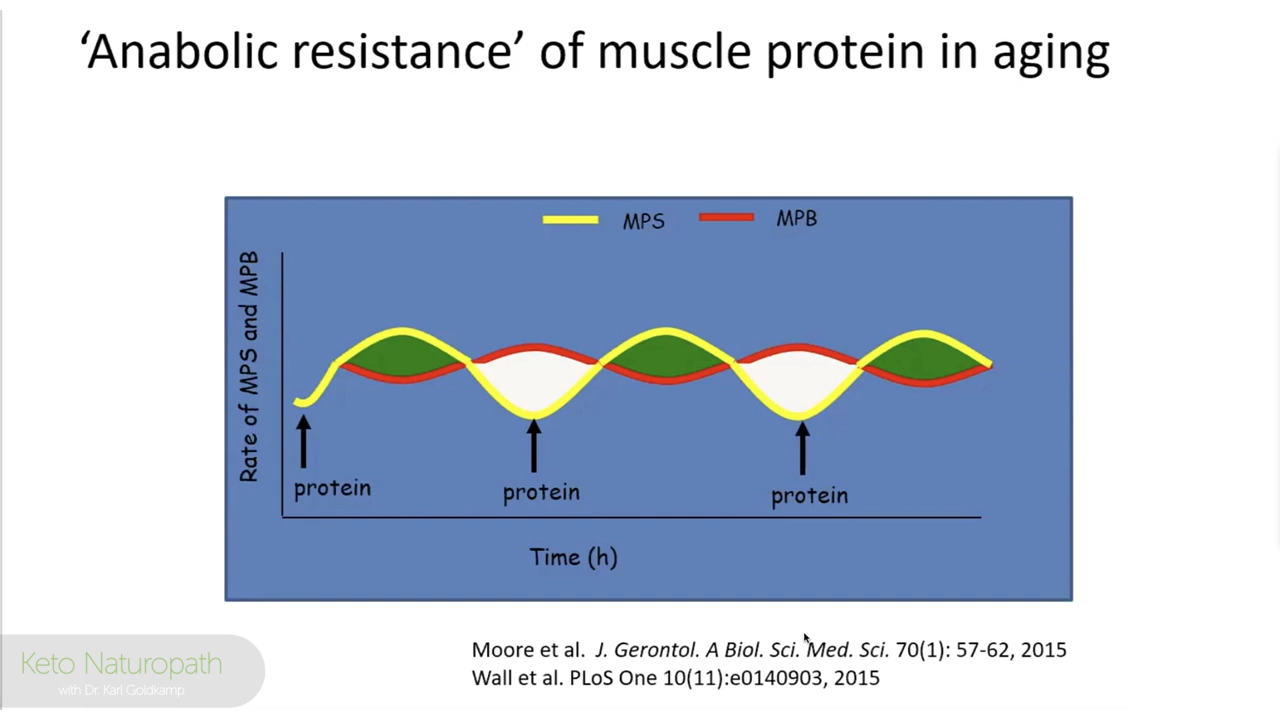 ‘Anabolic resistance’ of muscle protein in aging
MPS
MPB
Rate of MPS and MPB
protein
protein
protein
Time (h)
Moore et al. J. Gerontol. A Biol. Sci. Med. Sci. 70(1): 57-62, 2015
Wall et al. PLoS One 10(11):e0140903, 2015
Keto Naturopath
with Dr. Karl Goldkamp